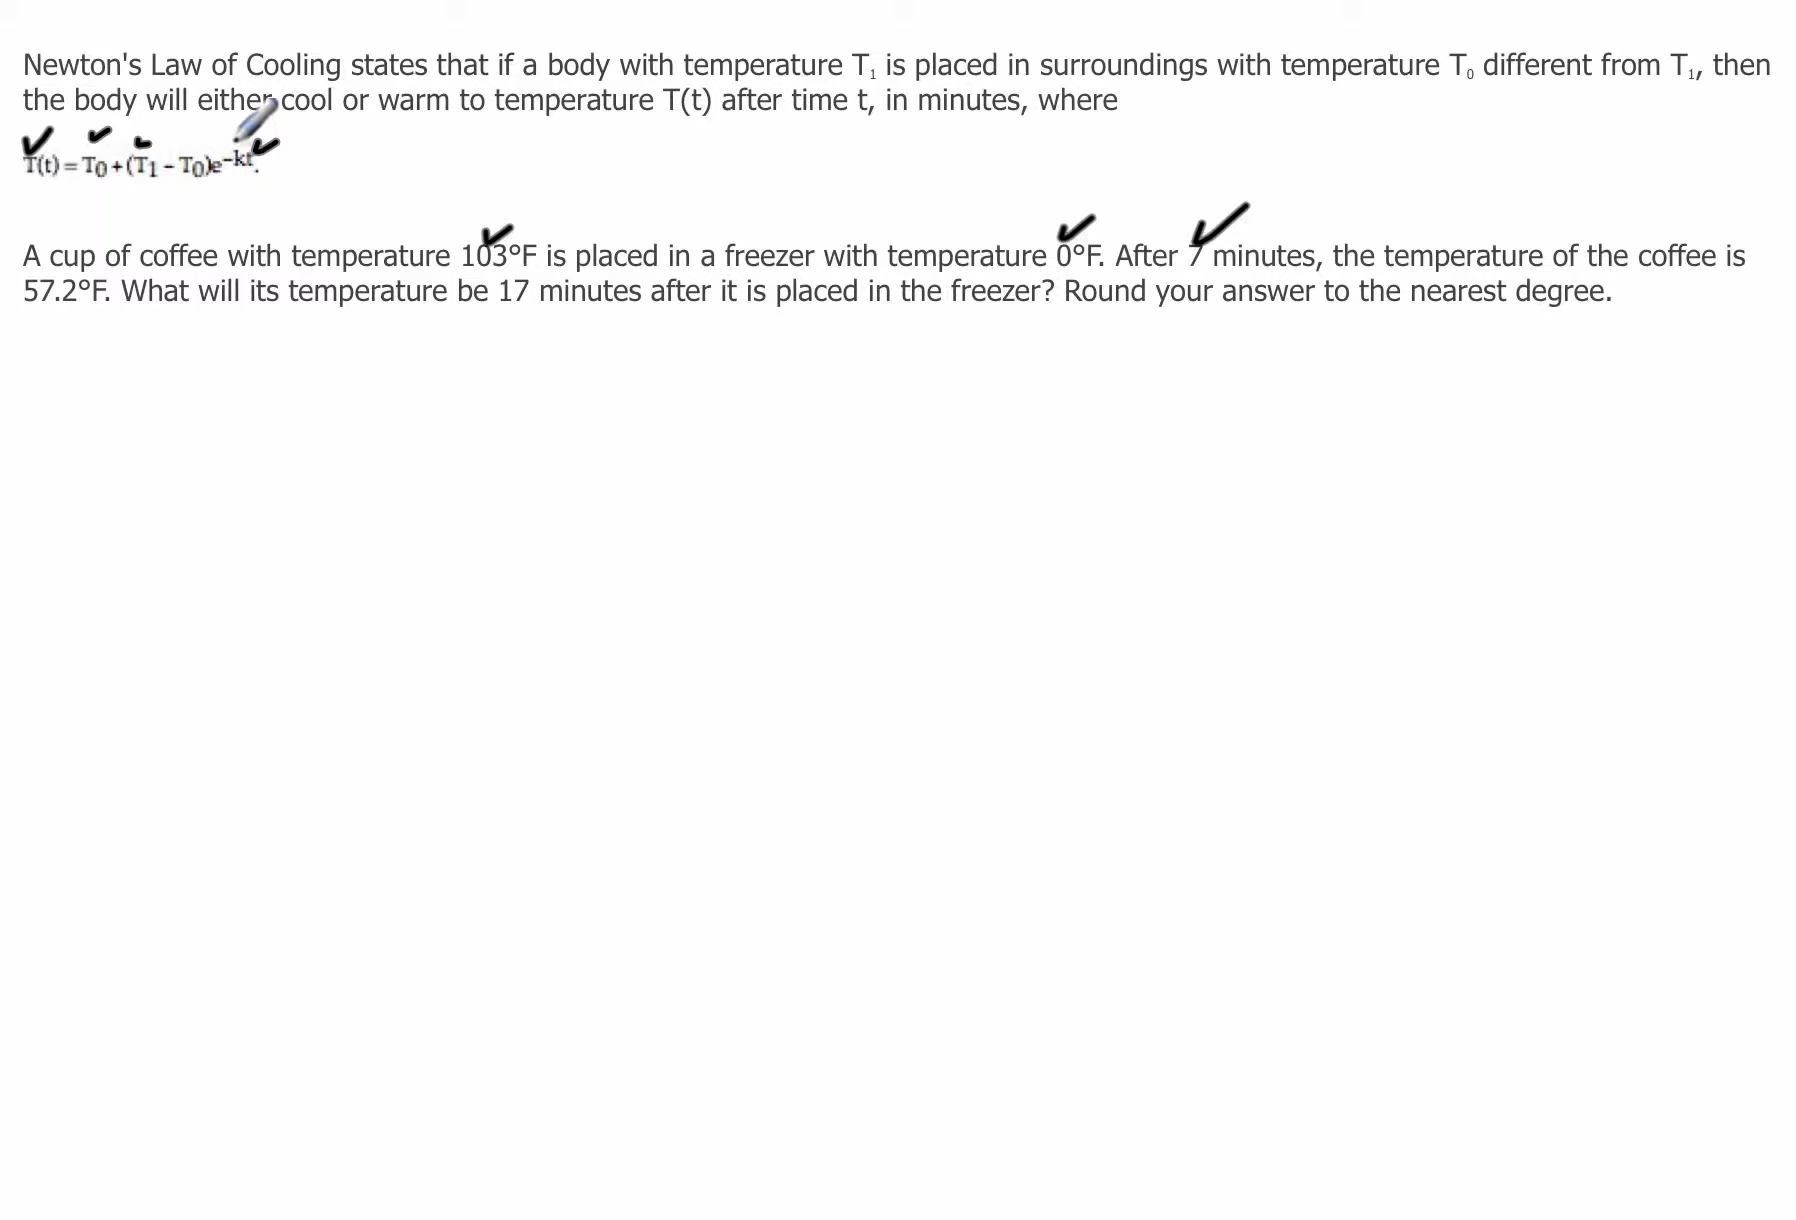 Newton's Law of Cooling states that if a body with temperature T₁ is placed in surroundings with temperature T₀ different from T₁, then
the body will either cool or warm to temperature T(t) after time t, in minutes, where
T(t) = T0 + (T1 - T0)e^-kt.
A cup of coffee with temperature 103°F is placed in a freezer with temperature 0°F. After 7 minutes, the temperature of the coffee is
57.2°F. What will its temperature be 17 minutes after it is placed in the freezer? Round your answer to the nearest degree.